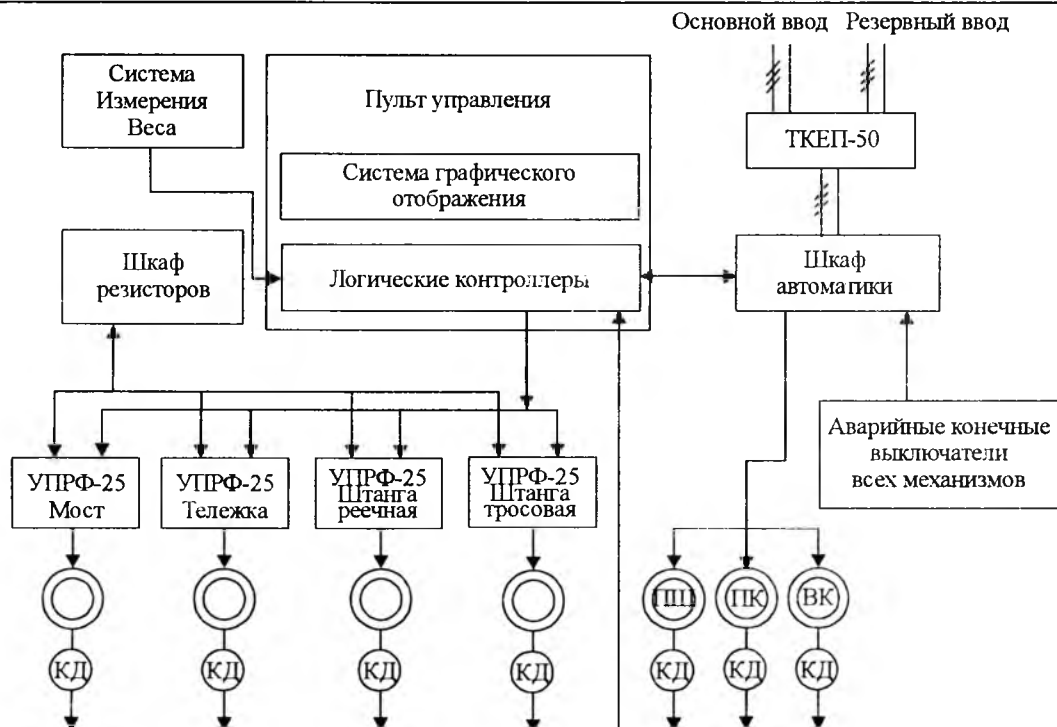 Основной ввод Резервный ввод
Система
Измерения
Веса
Пульт управления
ТКЕП-50
Система графического
отображения
Шкаф
резисторов
Логические контроллеры
Шкаф
автоматики
Аварийные конечные
выключатели
всех механизмов
УПРФ-25
Мост
УПРФ-25
Тележка
УПРФ-25
Штанга
реечная
УПРФ-25
Штанга
тросовая
ПШ ПК ВК
КД КД КД КД КД КД КД